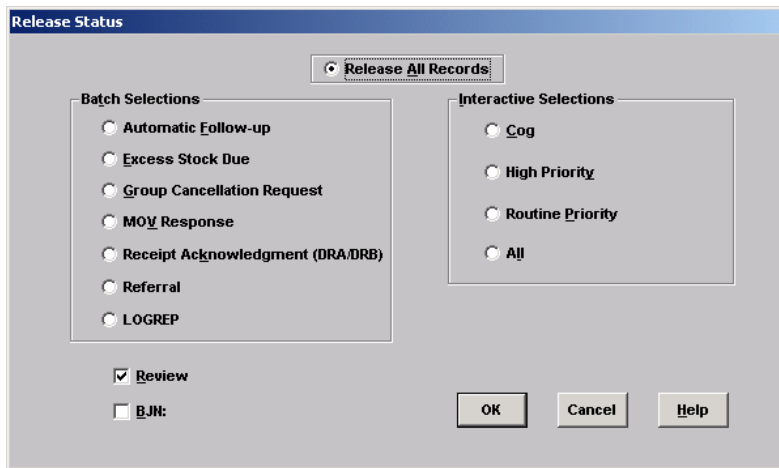 Release Status
Release All Records
Batch Selections
Automatic Follow-up
Excess Stock Due
Group Cancellation Request
MOV Response
Receipt Acknowledgment (DRA/DRB)
Referral
LOGREP
Interactive Selections
Cog
High Priority
Routine Priority
All
Review
BJN:
OK Cancel Help